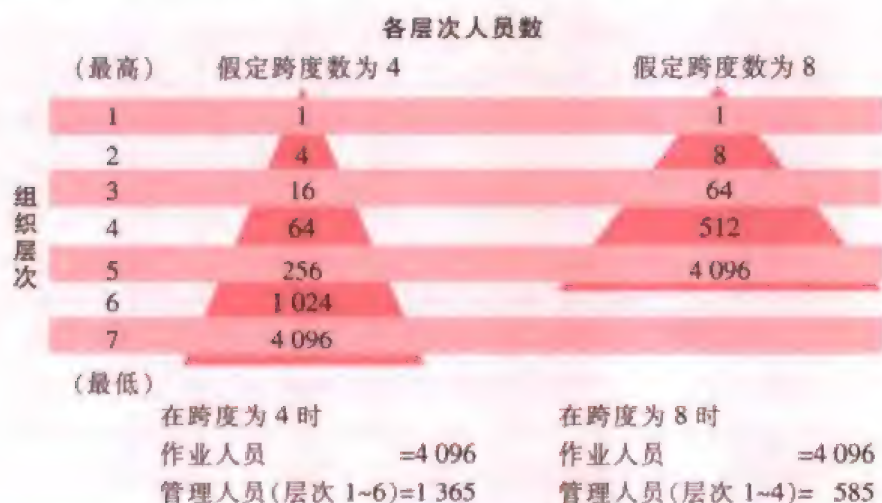 各层次人员数
(最高) 假定跨度数为 4 假定跨度数为 8
组织层次
1 1 1
2 4 8
3 16 64
4 64 512
5 256 4 096
6 1 024
7 4 096
(最低)
在跨度为 4 时 在跨度为 8 时
作业人员 =4 096 作业人员 =4 096
管理人员(层次 1~6)=1 365 管理人员(层次 1~4)= 585